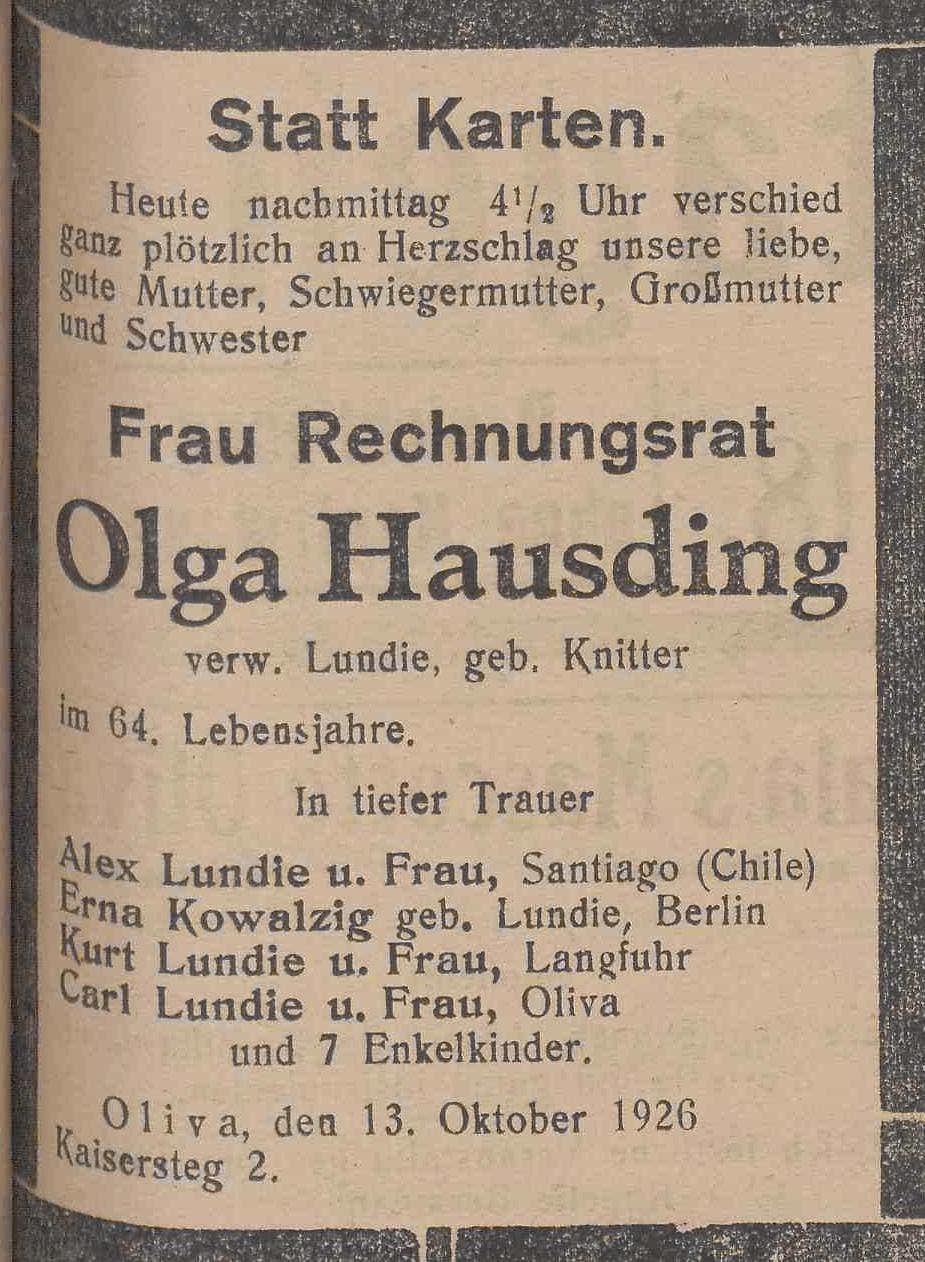 Statt Karten.
Heute nachmittag 4¹/₂ Uhr verschied
ganz plötzlich an Herzschlag unsere liebe,
gute Mutter, Schwiegermutter, Großmutter
und Schwester
Frau Rechnungsrat
Olga Hausding
verw. Lundie, geb. Knitter
im 64. Lebensjahre.
In tiefer Trauer
Alex Lundie u. Frau, Santiago (Chile)
Erna Kowalzig geb. Lundie, Berlin
Kurt Lundie u. Frau, Langfuhr
Carl Lundie u. Frau, Oliva
und 7 Enkelkinder.
Oliva, den 13. Oktober 1926
Kaisersteg 2.